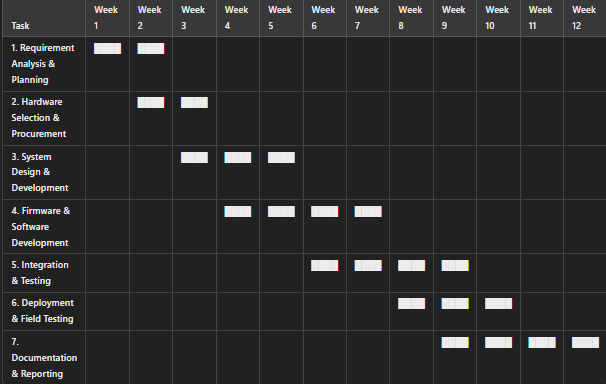 Task Week 1 Week 2 Week 3 Week 4 Week 5 Week 6 Week 7 Week 8 Week 9 Week 10 Week 11 Week 12
1. Requirement
Analysis &
Planning
2. Hardware
Selection &
Procurement
3. System
Design &
Development
4. Firmware &
Software
Development
5. Integration
& Testing
6. Deployment
& Field Testing
7.
Documentation
& Reporting